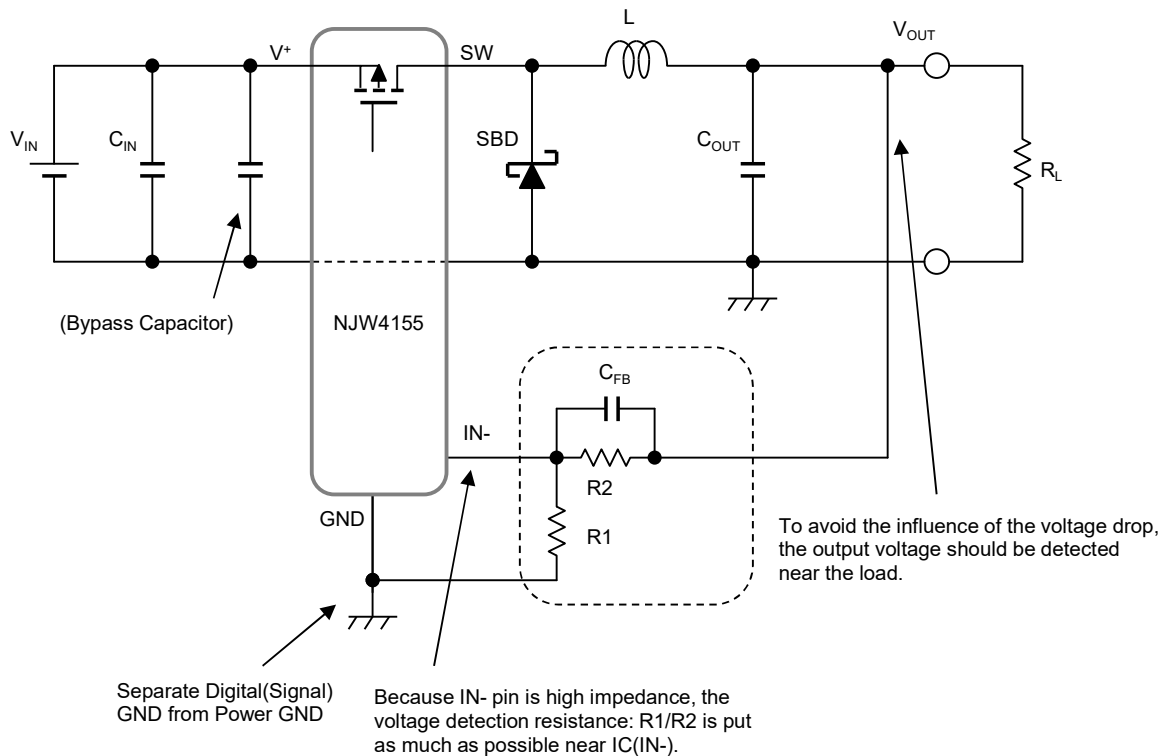 L
V+
SW
VOUT
VIN
CIN
SBD
COUT
RL
(Bypass Capacitor)
NJW4155
CFB
IN-
R2
GND
R1
To avoid the influence of the voltage drop,
the output voltage should be detected
near the load.
Separate Digital(Signal)
GND from Power GND
Because IN- pin is high impedance, the
voltage detection resistance: R1/R2 is put
as much as possible near IC(IN-).